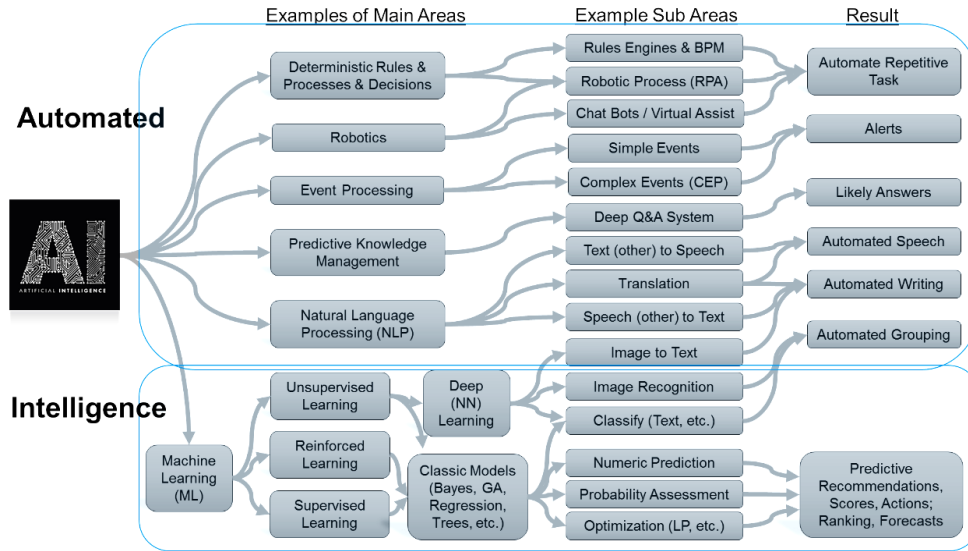 Examples of Main Areas
Example Sub Areas
Result
Automated
Deterministic Rules &
Processes & Decisions
Robotics
Event Processing
Predictive Knowledge
Management
Natural Language
Processing (NLP)
Rules Engines & BPM
Robotic Process (RPA)
Chat Bots / Virtual Assist
Simple Events
Complex Events (CEP)
Deep Q&A System
Text (other) to Speech
Translation
Speech (other) to Text
Image to Text
Automate Repetitive
Task
Alerts
Likely Answers
Automated Speech
Automated Writing
Automated Grouping
AI
ARTIFICIAL INTELLIGENCE
Intelligence
Machine
Learning
(ML)
Unsupervised
Learning
Reinforced
Learning
Supervised
Learning
Deep
(NN)
Learning
Classic Models
(Bayes, GA,
Regression,
Trees, etc.)
Image Recognition
Classify (Text, etc.)
Numeric Prediction
Probability Assessment
Optimization (LP, etc.)
Predictive
Recommendations,
Scores, Actions;
Ranking, Forecasts